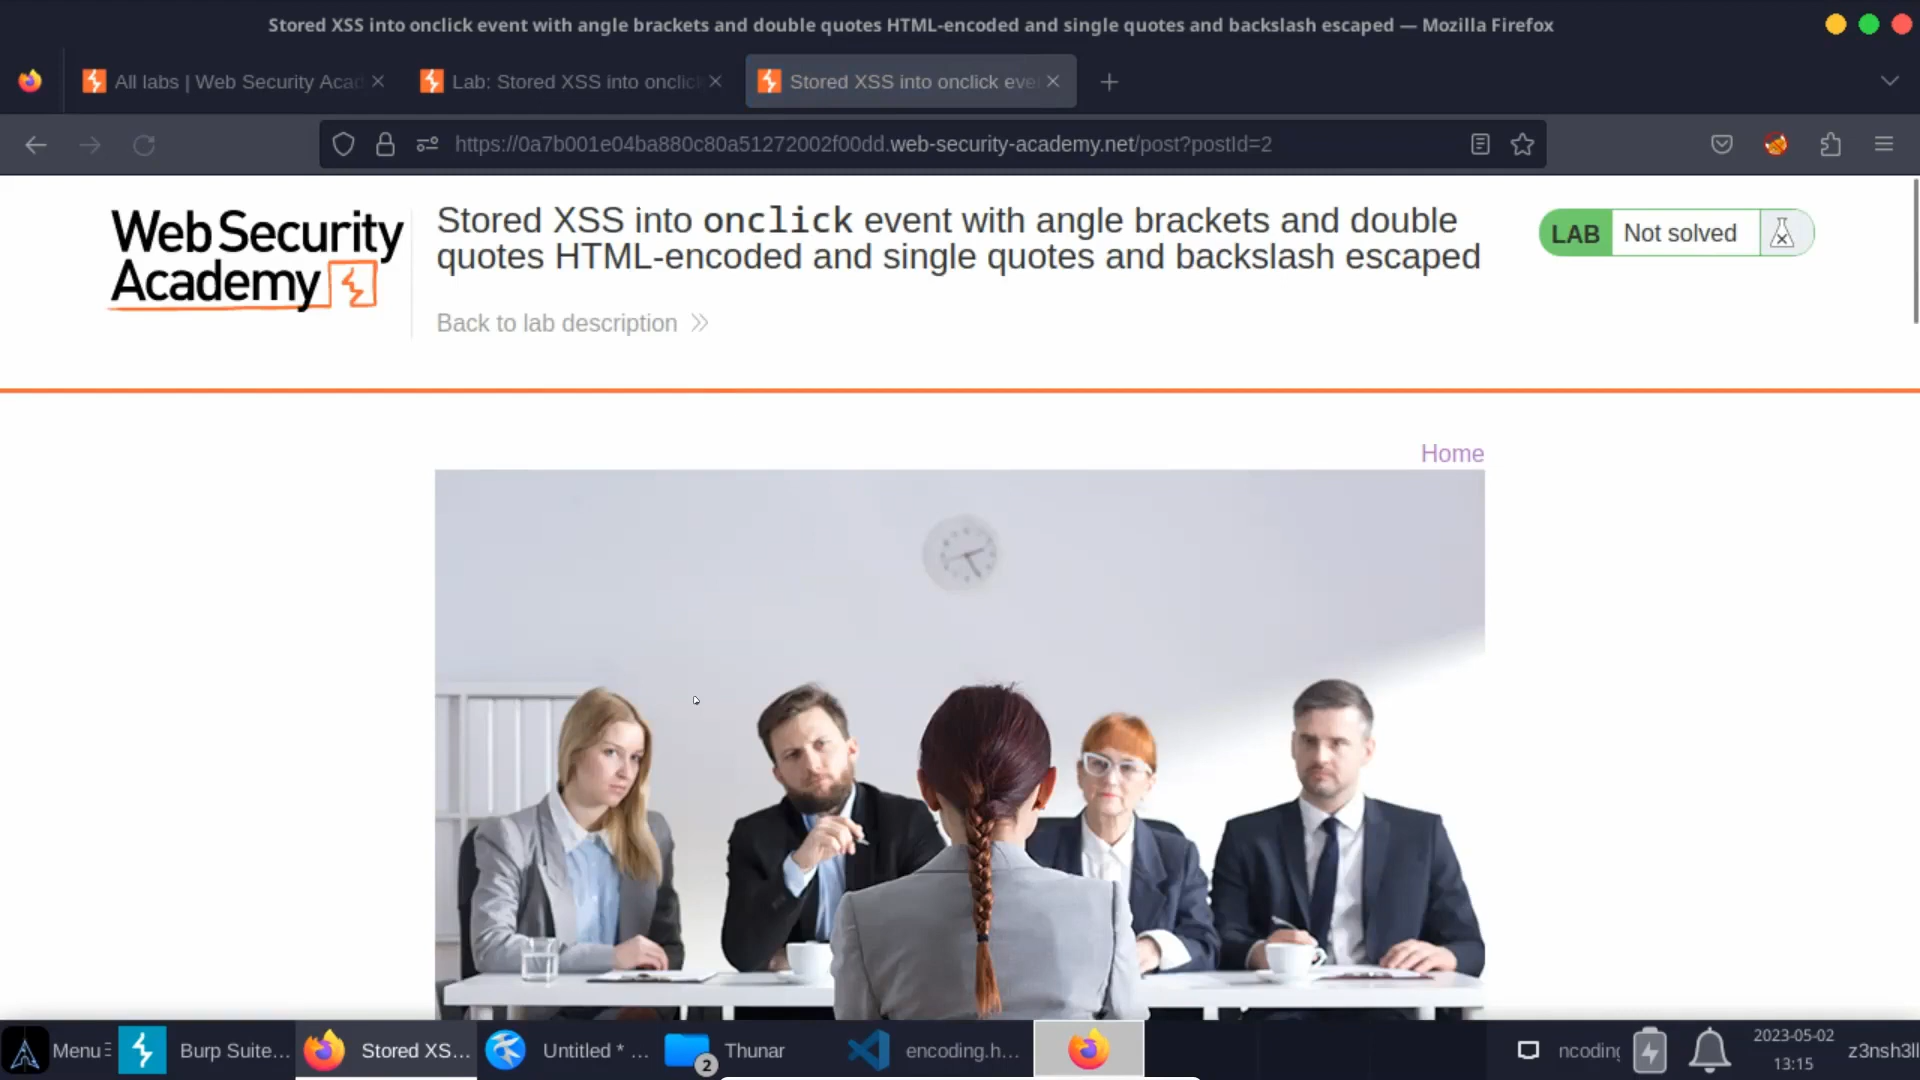 Stored XSS into onclick event with angle brackets and double quotes HTML-encoded and single quotes and backslash escaped — Mozilla Firefox
All labs | Web Security Acad
Lab: Stored XSS into onclic
Stored XSS into onclick eve
https://0a7b001e04ba880c80a51272002f00dd.web-security-academy.net/post?postId=2
Web Security
Academy
Stored XSS into onclick event with angle brackets and double
quotes HTML-encoded and single quotes and backslash escaped
LAB Not solved
Back to lab description
Home
Menu
Burp Suite...
Stored XS...
Untitled * ...
2
Thunar
encoding.h...
ncoding
2023-05-02
13:15
z3nsh3ll